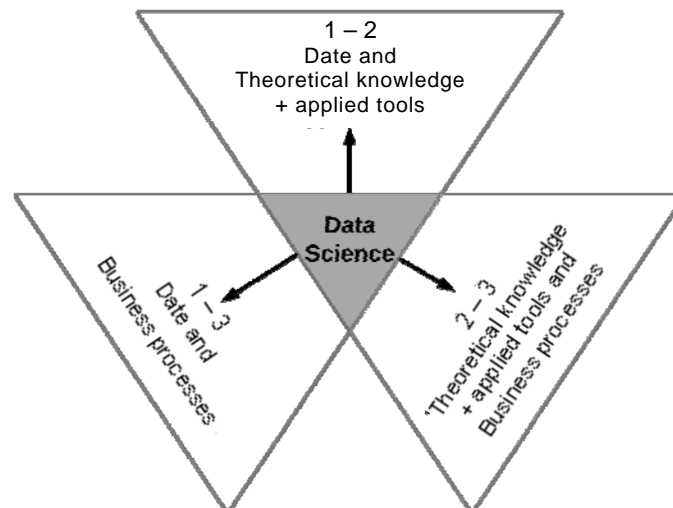 1 – 2
Date and
Theoretical knowledge
+ applied tools
Data
Science
1 – 3
Date and
Business processes
2 – 3
"Theoretical knowledge
+ applied tools and
Business processes